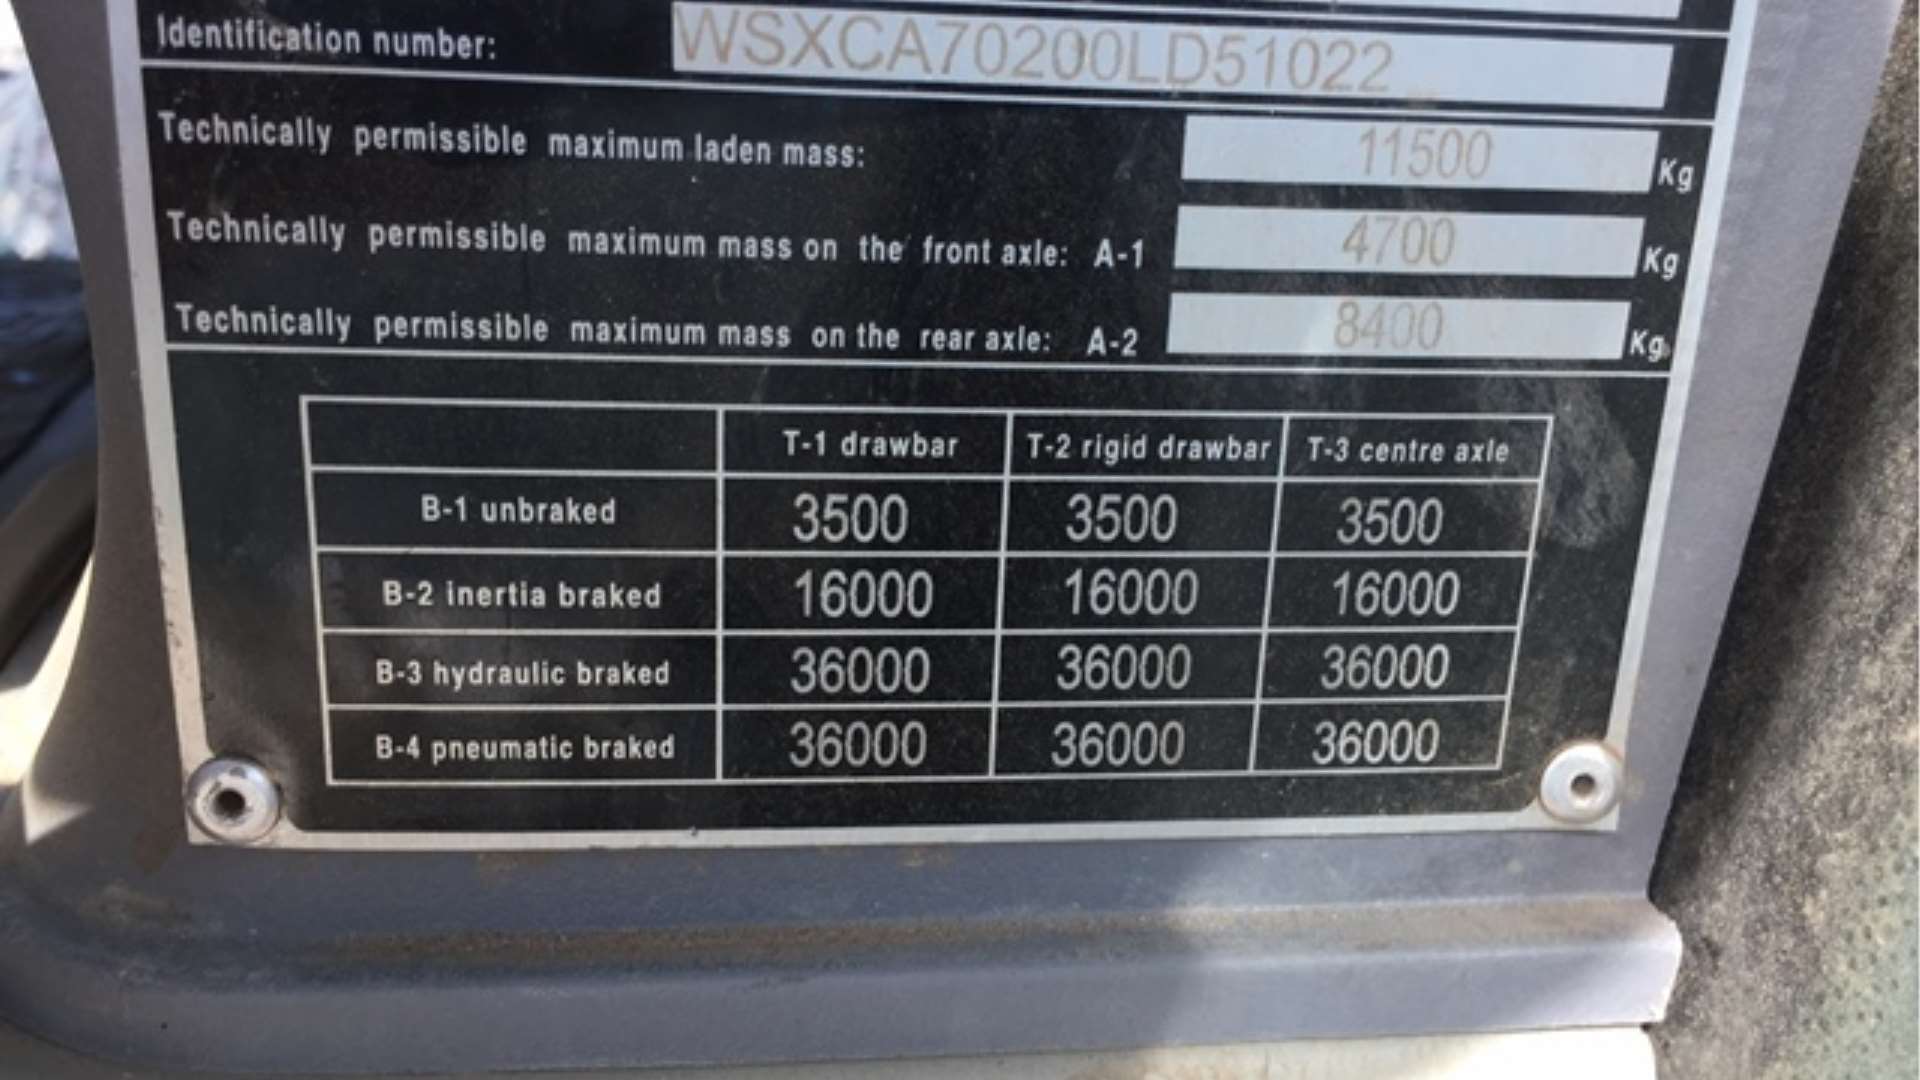 Identification number: WSXCA70200LD51022
Technically permissible maximum laden mass: 11500 Kg
Technically permissible maximum mass on the front axle: A-1 4700 Kg
Technically permissible maximum mass on the rear axle: A-2 8400 Kg
T-1 drawbar T-2 rigid drawbar T-3 centre axle
B-1 unbraked 3500 3500 3500
B-2 inertia braked 16000 16000 16000
B-3 hydraulic braked 36000 36000 36000
B-4 pneumatic braked 36000 36000 36000